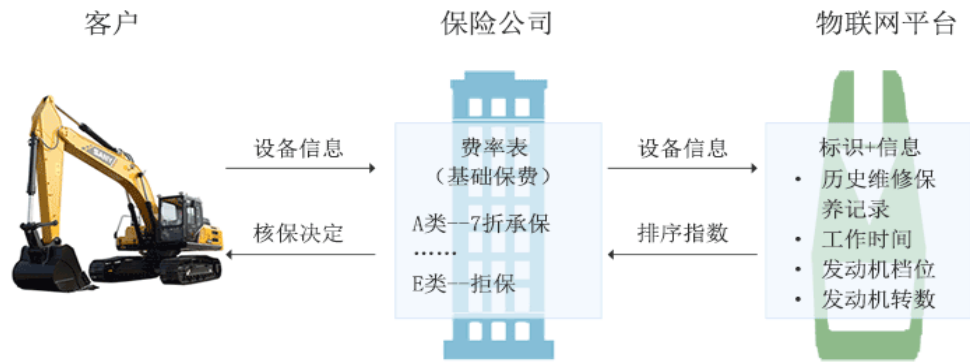 客户
保险公司
物联网平台
SANY
设备信息
核保决定
费率表
（基础保费）
A类--7折承保
……
E类--拒保
设备信息
排序指数
标识+信息
· 历史维修保
养记录
· 工作时间
· 发动机档位
· 发动机转数